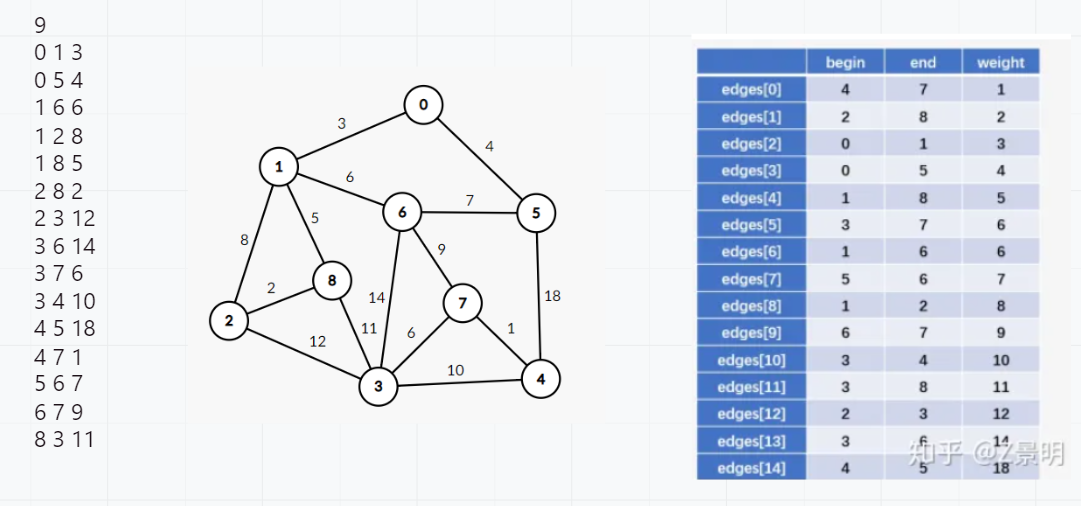 9
0 1 3
0 5 4
1 6 6
1 2 8
1 8 5
2 8 2
2 3 12
3 6 14
3 7 6
3 4 10
4 5 18
4 7 1
5 6 7
6 7 9
8 3 11
0
3
4
1
6
7
6
5
5
9
8
8
2
14
7
18
2
11
6
1
12
10
3
4
begin end weight
edges[0] 4 7 1
edges[1] 2 8 2
edges[2] 0 1 3
edges[3] 0 5 4
edges[4] 1 8 5
edges[5] 3 7 6
edges[6] 1 6 6
edges[7] 5 6 7
edges[8] 1 2 8
edges[9] 6 7 9
edges[10] 3 4 10
edges[11] 3 8 11
edges[12] 2 3 12
edges[13] 3 6 14
edges[14] 4 5 18
知乎 @Z景明